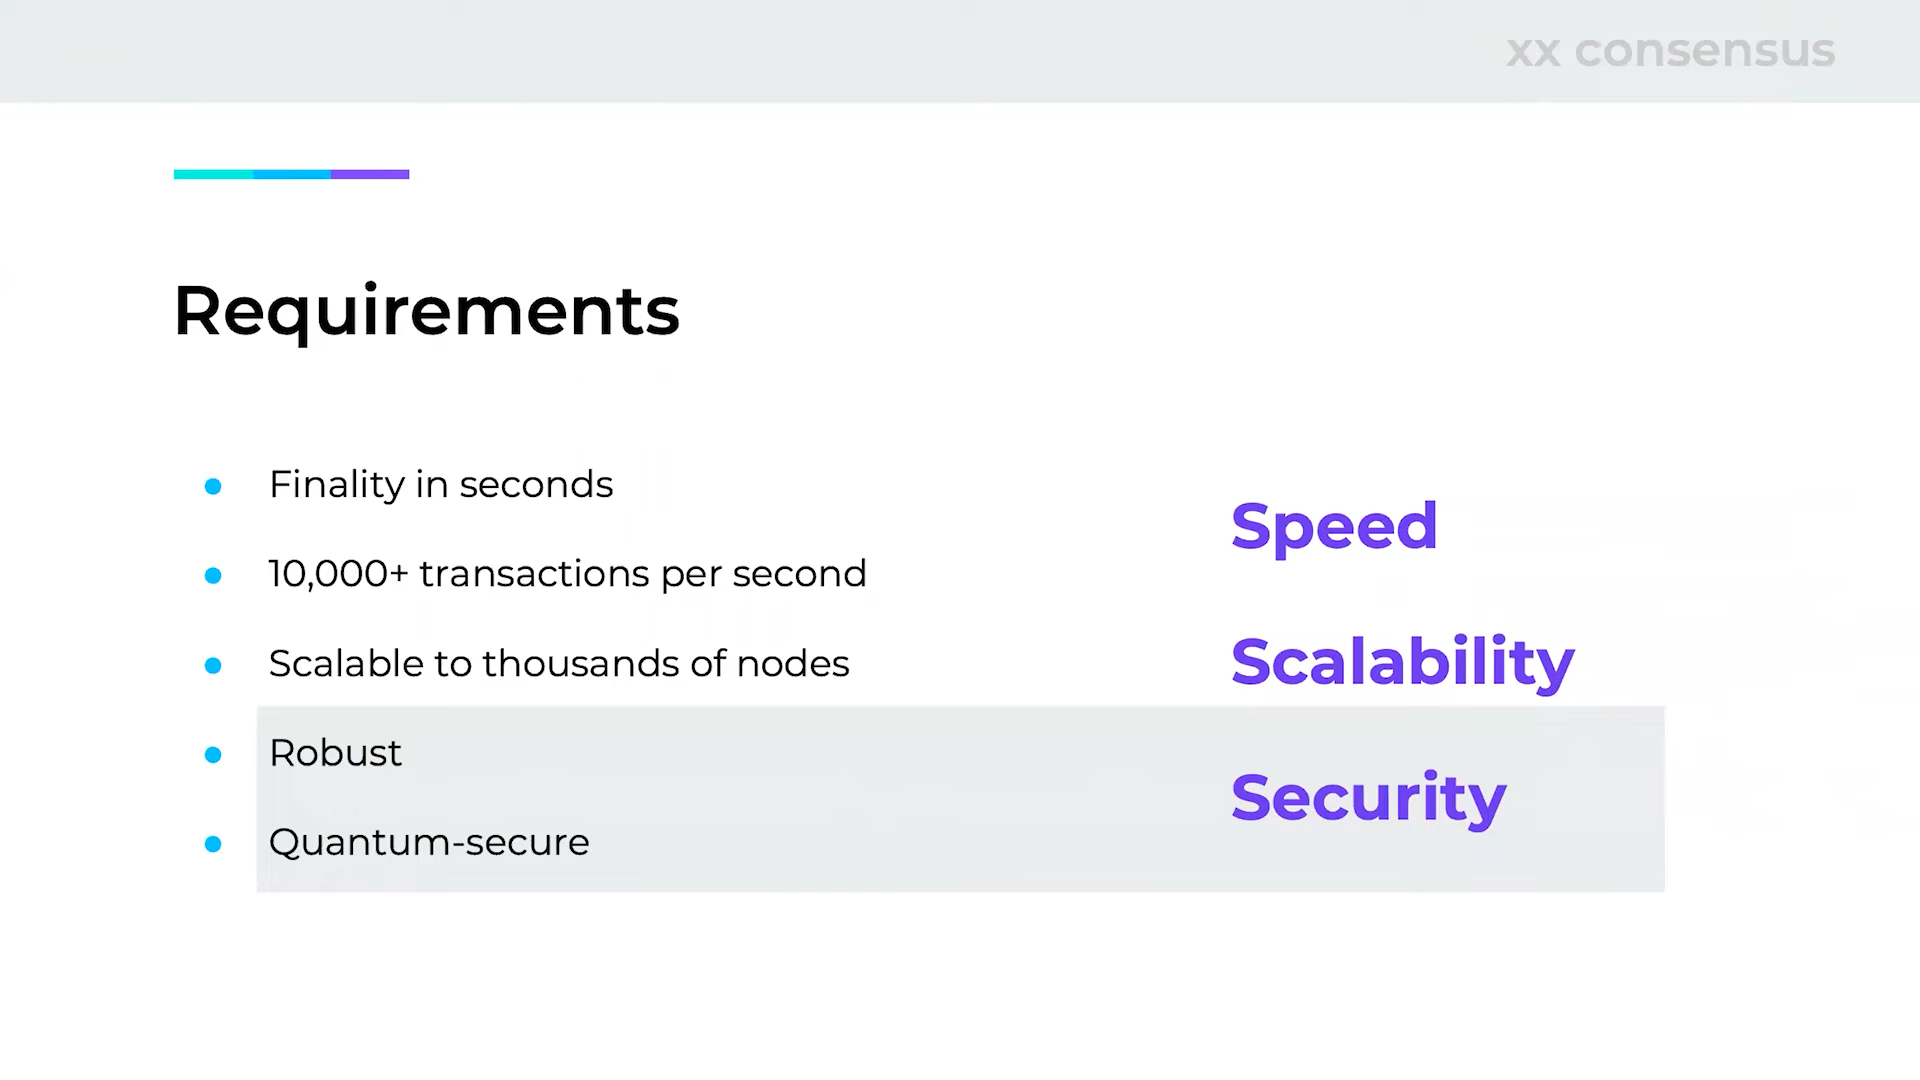 xx consensus
Requirements
Finality in seconds
10,000+ transactions per second
Scalable to thousands of nodes
Robust
Quantum-secure
Speed
Scalability
Security